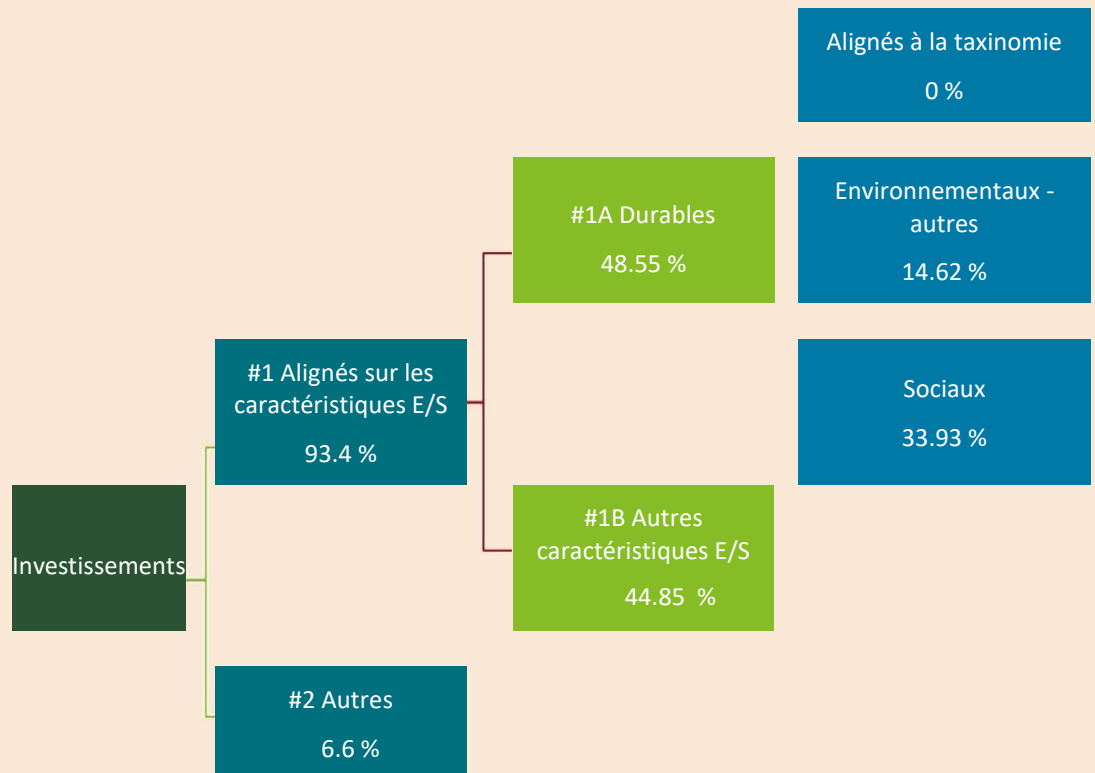 Alignés à la taxinomie
0 %
#1A Durables
48.55 %
Environnementaux -
autres
14.62 %
#1 Alignés sur les
caractéristiques E/S
93.4 %
Sociaux
33.93 %
Investissements
#1B Autres
caractéristiques E/S
44.85 %
#2 Autres
6.6 %